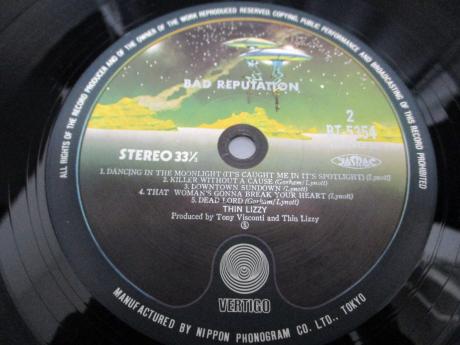 ALL RIGHTS OF THE RECORD PRODUCER AND OF THE OWNER OF THE WORK REPRODUCED RESERVED. COPYING, PUBLIC PERFORMANCE AND BROADCASTING OF THIS RECORD PROHIBITED
BAD REPUTATION
2
RT-5354
STEREO 33⅓
JASRAC
1. DANCING IN THE MOONLIGHT (IT'S CAUGHT ME IN IT'S SPOTLIGHT) (Lynott)
2. KILLER WITHOUT A CAUSE (Gorham/Lynott)
3. DOWNTOWN SUNDOWN (Lynott)
4. THAT WOMAN'S GONNA BREAK YOUR HEART (Lynott)
5. DEAD LORD (Gorham/Lynott)
THIN LIZZY
Produced by Tony Visconti and Thin Lizzy
VERTIGO
MANUFACTURED BY NIPPON PHONOGRAM CO. LTD., TOKYO